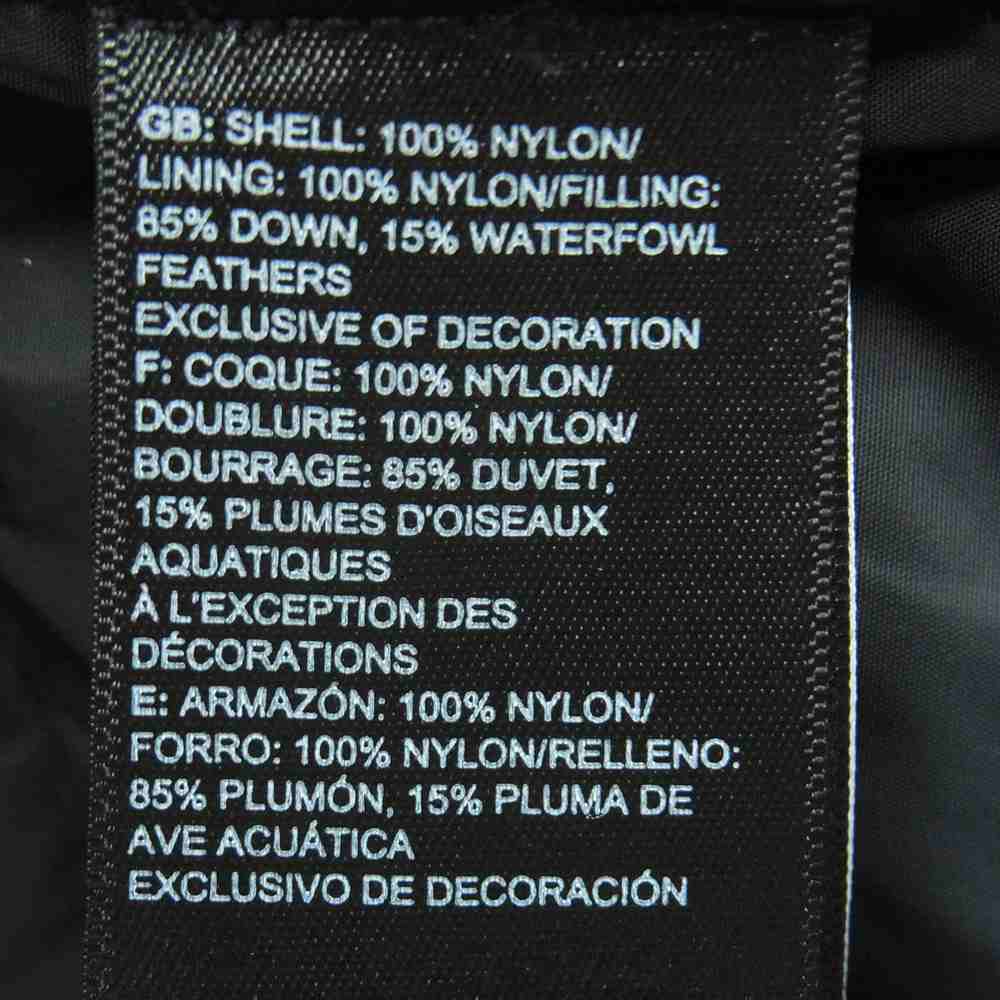 GB: SHELL: 100% NYLON/
LINING: 100% NYLON/FILLING:
85% DOWN, 15% WATERFOWL
FEATHERS
EXCLUSIVE OF DECORATION
F: COQUE: 100% NYLON/
DOUBLURE: 100% NYLON/
BOURRAGE: 85% DUVET,
15% PLUMES D'OISEAUX
AQUATIQUES
À L'EXCEPTION DES
DÉCORATIONS
E: ARMAZÓN: 100% NYLON/
FORRO: 100% NYLON/RELLENO:
85% PLUMÓN, 15% PLUMA DE
AVE ACUÁTICA
EXCLUSIVO DE DECORACIÓN